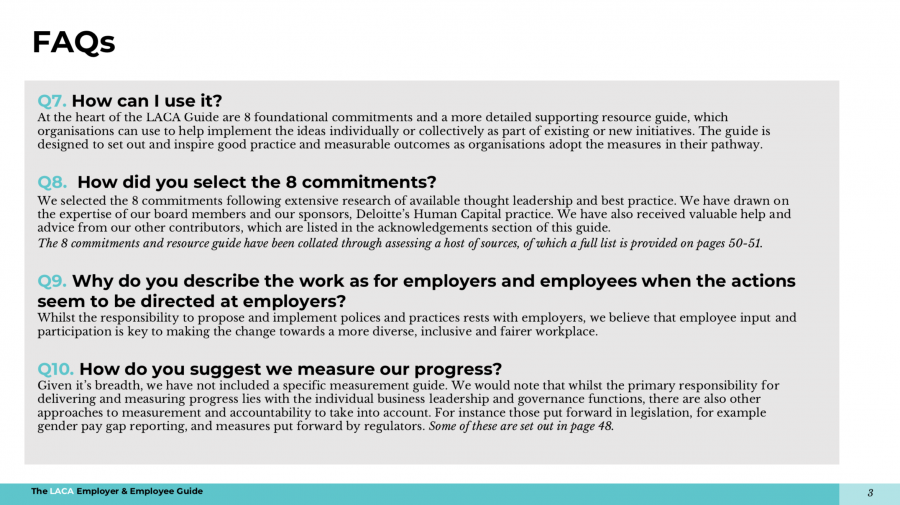 FAQs
Q7. How can I use it?
At the heart of the LACA Guide are 8 foundational commitments and a more detailed supporting resource guide, which
organisations can use to help implement the ideas individually or collectively as part of existing or new initiatives. The guide is
designed to set out and inspire good practice and measurable outcomes as organisations adopt the measures in their pathway.
Q8. How did you select the 8 commitments?
We selected the 8 commitments following extensive research of available thought leadership and best practice. We have drawn on
the expertise of our board members and our sponsors, Deloitte's Human Capital practice. We have also received valuable help and
advice from our other contributors, which are listed in the acknowledgements section of this guide.
The 8 commitments and resource guide have been collated through assessing a host of sources, of which a full list is provided on pages 50-51.
Q9. Why do you describe the work as for employers and employees when the actions
seem to be directed at employers?
Whilst the responsibility to propose and implement polices and practices rests with employers, we believe that employee input and
participation is key to making the change towards a more diverse, inclusive and fairer workplace.
Q10. How do you suggest we measure our progress?
Given it's breadth, we have not included a specific measurement guide. We would note that whilst the primary responsibility for
delivering and measuring progress lies with the individual business leadership and governance functions, there are also other
approaches to measurement and accountability to take into account. For instance those put forward in legislation, for example
gender pay gap reporting, and measures put forward by regulators. Some of these are set out in page 48.
The LACA Employer & Employee Guide
3